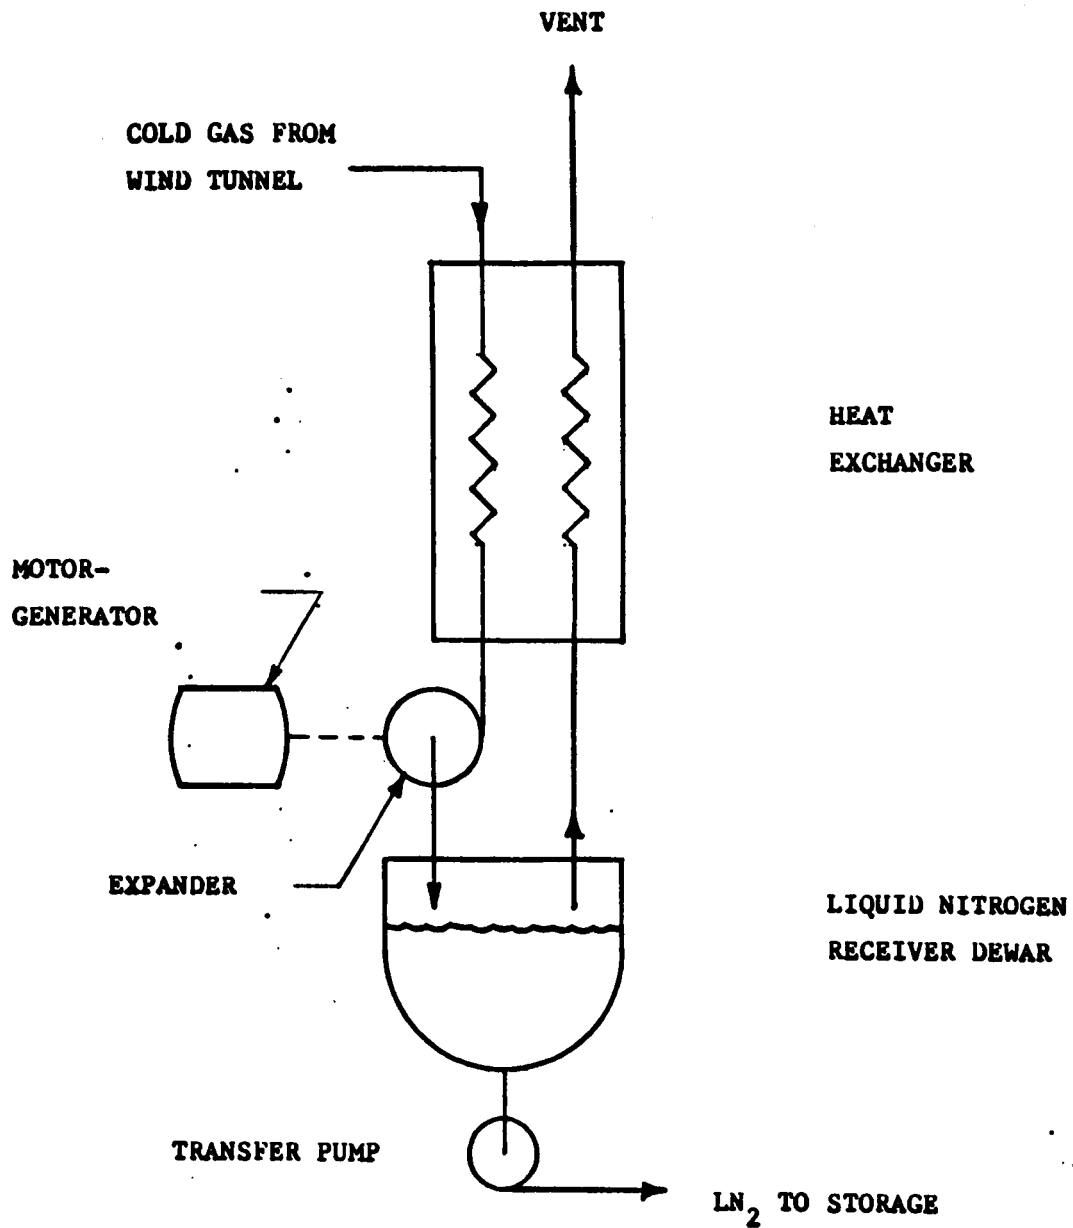 VENT
COLD GAS FROM
WIND TUNNEL
HEAT
EXCHANGER
MOTOR-
GENERATOR
EXPANDER
LIQUID NITROGEN
RECEIVER DEWAR
TRANSFER PUMP
LN2 TO STORAGE